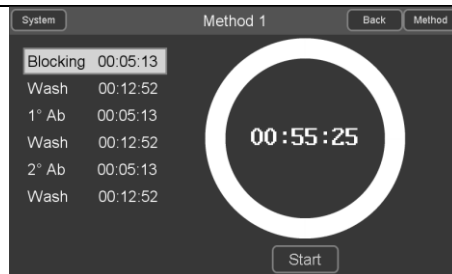 System Method 1 Back Method
Blocking 00:05:13
Wash 00:12:52
1° Ab 00:05:13
Wash 00:12:52
2° Ab 00:05:13
Wash 00:12:52
00:55:25
Start